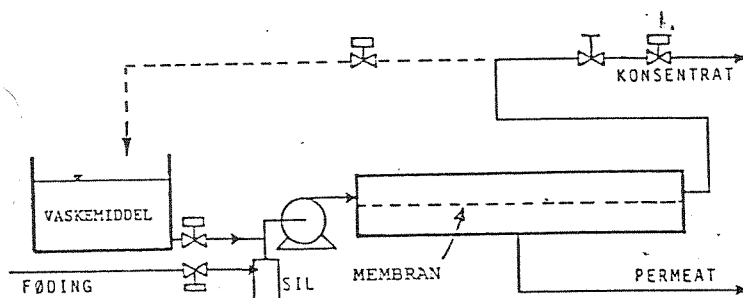 KONSENTRAT
VASKEMIDDEL
FØDING
SIL
MEMBRAN
PERMEAT